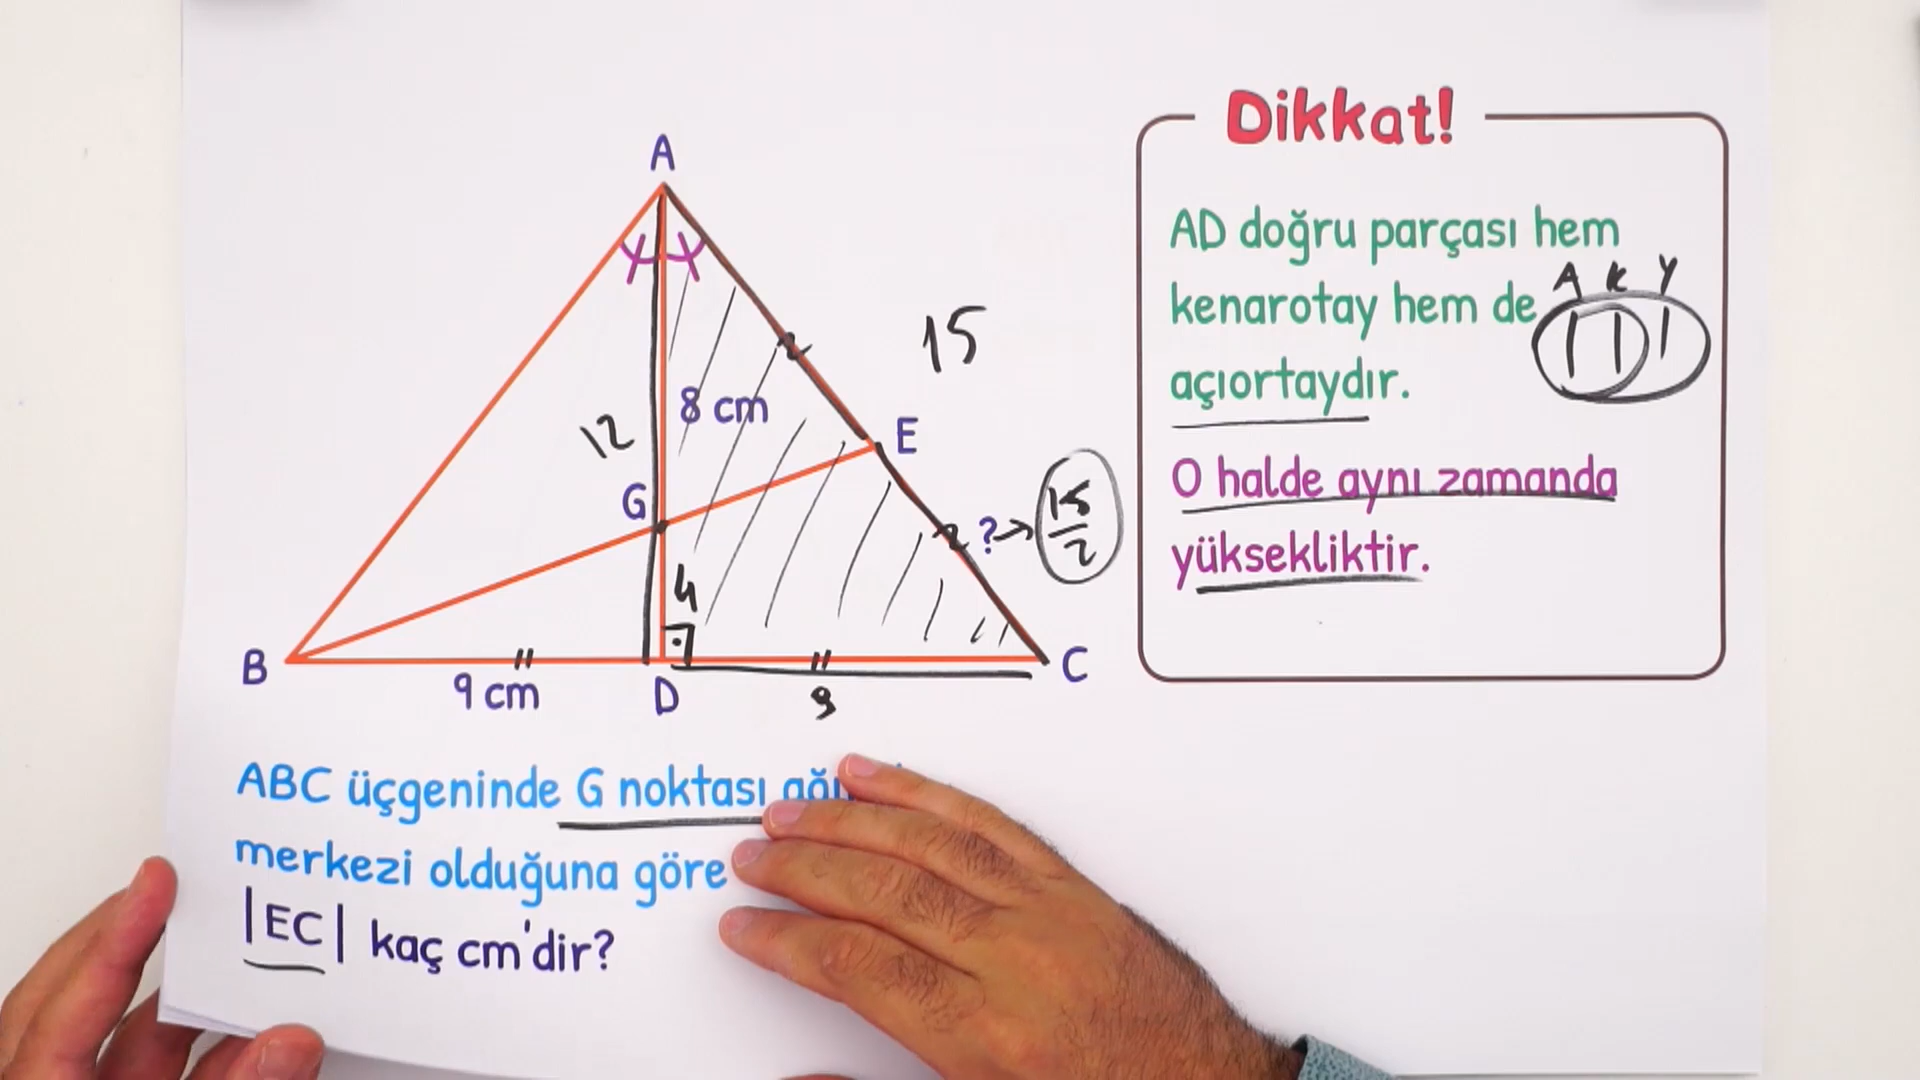 A
8 cm
12
15
E
G
4
? → 15/2
B
9 cm
D
9
C
Dikkat!
AD doğru parçası hem
kenarotay hem de
A K Y
açıortaydır.
O halde aynı zamanda
yüksekliktir.
ABC üçgeninde G noktası
merkezi olduğuna göre
|EC| kaç cm'dir?